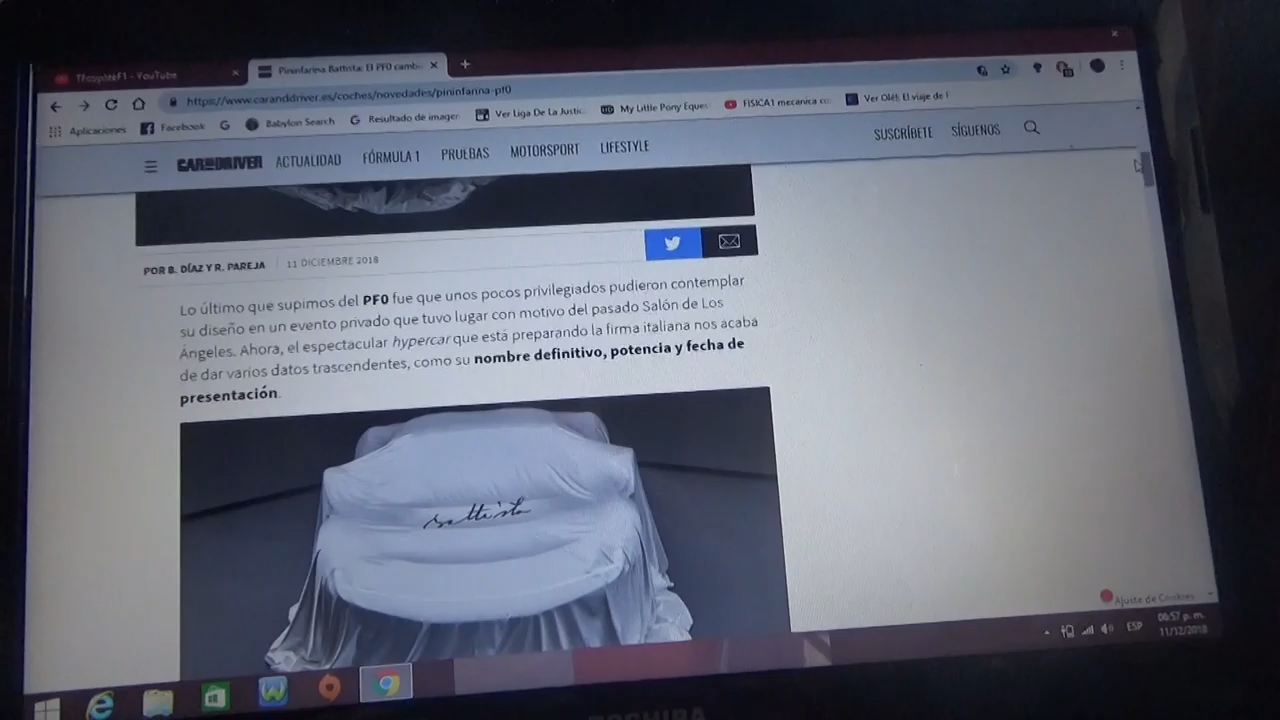 TFcopiteF1 - YouTube
Pininfarina Battista: El PF0 camb
https://www.caranddriver.es/coches/novedades/pininfarina-pf0
Aplicaciones Facebook Babylon Search Resultado de imagen Ver Liga De La Justic My Little Pony Eques FISICA1 mecanica Ver Olé! El viaje de F
CAR AND DRIVER ACTUALIDAD FÓRMULA 1 PRUEBAS MOTORSPORT LIFESTYLE SUSCRÍBETE SÍGUENOS
POR B. DÍAZ Y R. PAREJA 11 DICIEMBRE 2018
Lo último que supimos del PF0 fue que unos pocos privilegiados pudieron contemplar
su diseño en un evento privado que tuvo lugar con motivo del pasado Salón de Los
Ángeles. Ahora, el espectacular hypercar que está preparando la firma italiana nos acaba
de dar varios datos trascendentes, como su nombre definitivo, potencia y fecha de
presentación.
Battista
Ajuste de Cookies
ESP 06:57 p. m.
11/12/2018
TOSHIBA